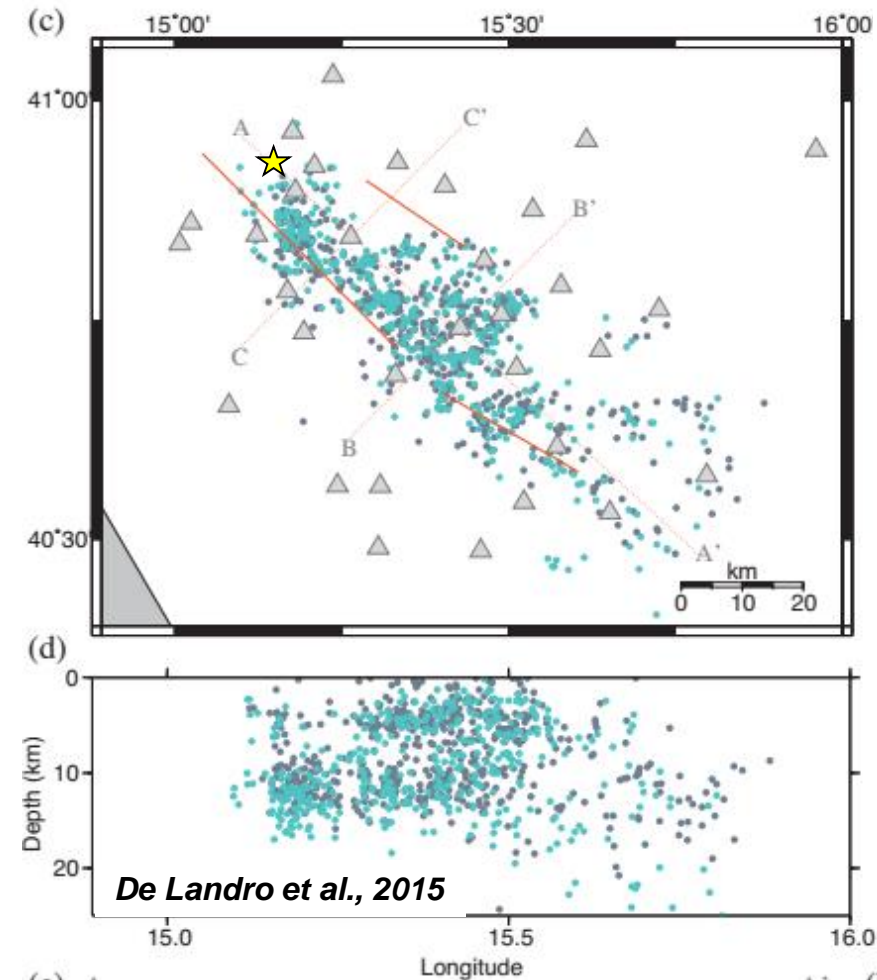 (c)
15°00' 15°30' 16°00'
41°00'
A
C'
B'
C
B
40°30'
A'
km
0 10 20
(d)
0
10
20
Depth (km)
De Landro et al., 2015
15.0 15.5 16.0
Longitude